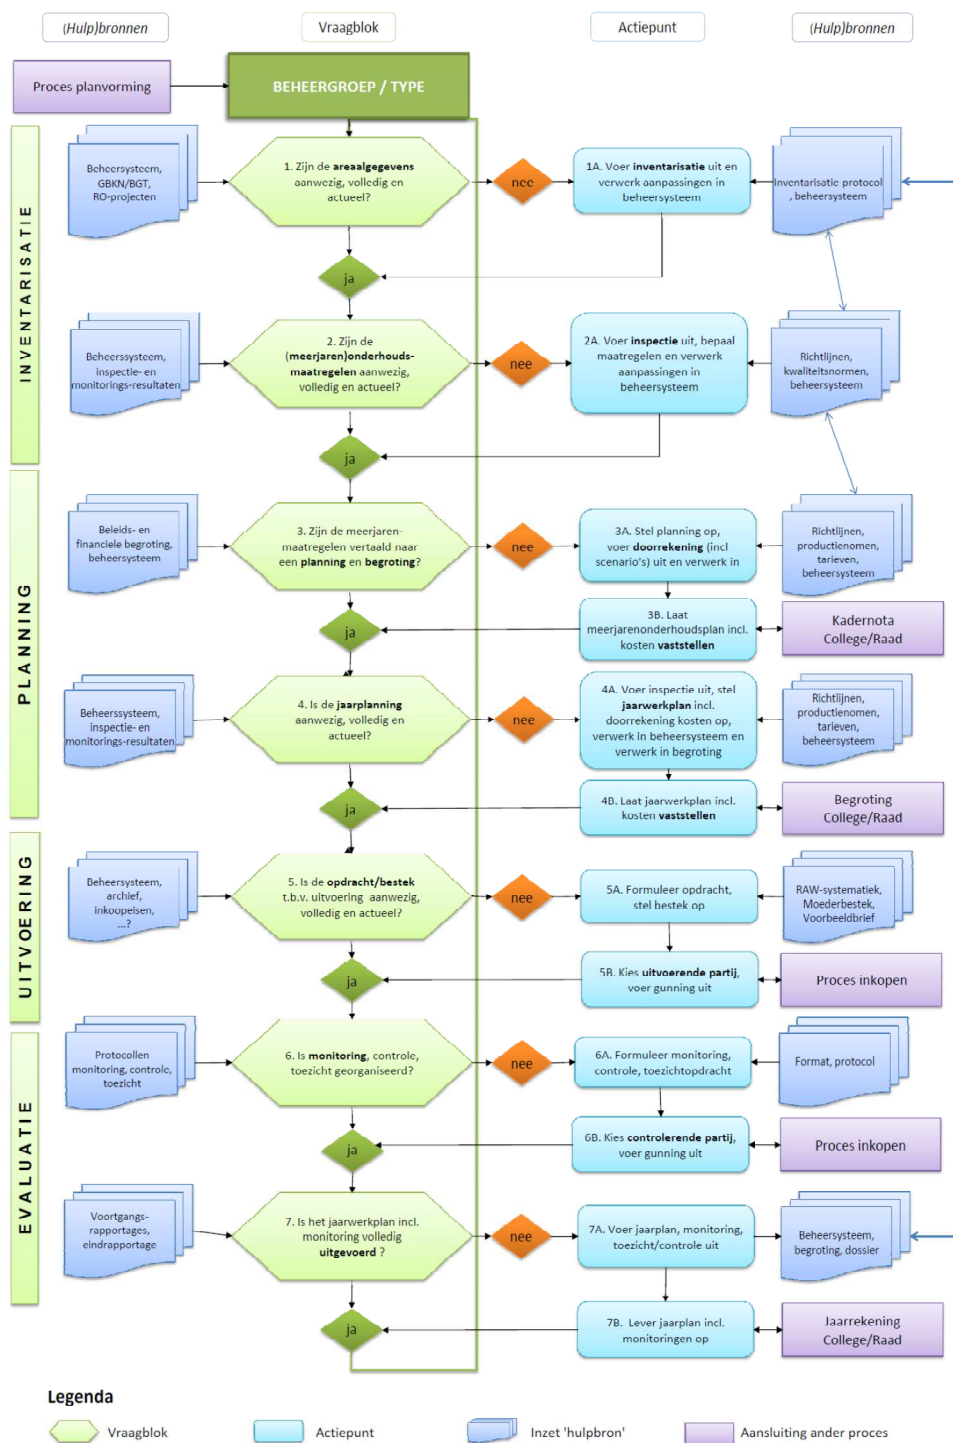 (Hulp)bronnen
Vraagblok
Actiepunt
(Hulp)bronnen
Proces planvorming
BEHEERGROEP / TYPE
INVENTARISATIE
Beheersysteem,
GBKN/BGT,
RO-projecten
1. Zijn de areaalgegevens
aanwezig, volledig en
actueel?
nee
1A. Voer inventarisatie uit en
verwerk aanpassingen in
beheersysteem
Inventarisatie protocol
, beheersysteem
ja
Beheerssysteem,
inspectie- en
monitorings-resultaten
2. Zijn de
(meerjaren)onderhouds-
maatregelen aanwezig,
volledig en actueel?
nee
2A. Voer inspectie uit, bepaal
maatregelen en verwerk
aanpassingen in
beheersysteem
Richtlijnen,
kwaliteitsnormen,
beheersysteem
ja
PLANNING
Beleids- en
financiele begroting,
beheersysteem
3. Zijn de meerjaren-
maatregelen vertaald naar
een planning en begroting?
nee
3A. Stel planning op,
voer doorrekening (incl
scenario's) uit en verwerk in
Richtlijnen,
productienomen,
tarieven,
beheersysteem
ja
3B. Laat
meerjarenonderhoudsplan incl.
kosten vaststellen
Kadernota
College/Raad
Beheerssysteem,
inspectie- en
monitorings-resultaten
4. Is de jaarplanning
aanwezig, volledig en
actueel?
nee
4A. Voer inspectie uit, stel
jaarwerkplan incl.
doorrekening kosten op,
verwerk in beheersysteem en
verwerk in begroting
Richtlijnen,
productienomen,
tarieven,
beheersysteem
ja
4B. Laat jaarwerkplan incl.
kosten vaststellen
Begroting
College/Raad
UITVOERING
Beheersysteem,
archief,
inkoopeisen,
...?
5. Is de opdracht/bestek
t.b.v. uitvoering aanwezig,
volledig en actueel?
nee
5A. Formuleer opdracht,
stel bestek op
RAW-systematiek,
Moederbestek,
Voorbeeldbrief
ja
5B. Kies uitvoerende partij,
voer gunning uit
Proces inkopen
EVALUATIE
Protocollen
monitoring, controle,
toezicht
6. Is monitoring, controle,
toezicht georganiseerd?
nee
6A. Formuleer monitoring,
controle, toezichtopdracht
Format, protocol
ja
6B. Kies controlerende partij,
voer gunning uit
Proces inkopen
Voortgangs-
rapportages,
eindrapportage
7. Is het jaarwerkplan incl.
monitoring volledig
uitgevoerd ?
nee
7A. Voer jaarplan, monitoring,
toezicht/controle uit
Beheersysteem,
begroting, dossier
ja
7B. Lever jaarplan incl.
monitoringen op
Jaarrekening
College/Raad
Legenda
Vraagblok
Actiepunt
Inzet 'hulpbron'
Aansluiting ander proces